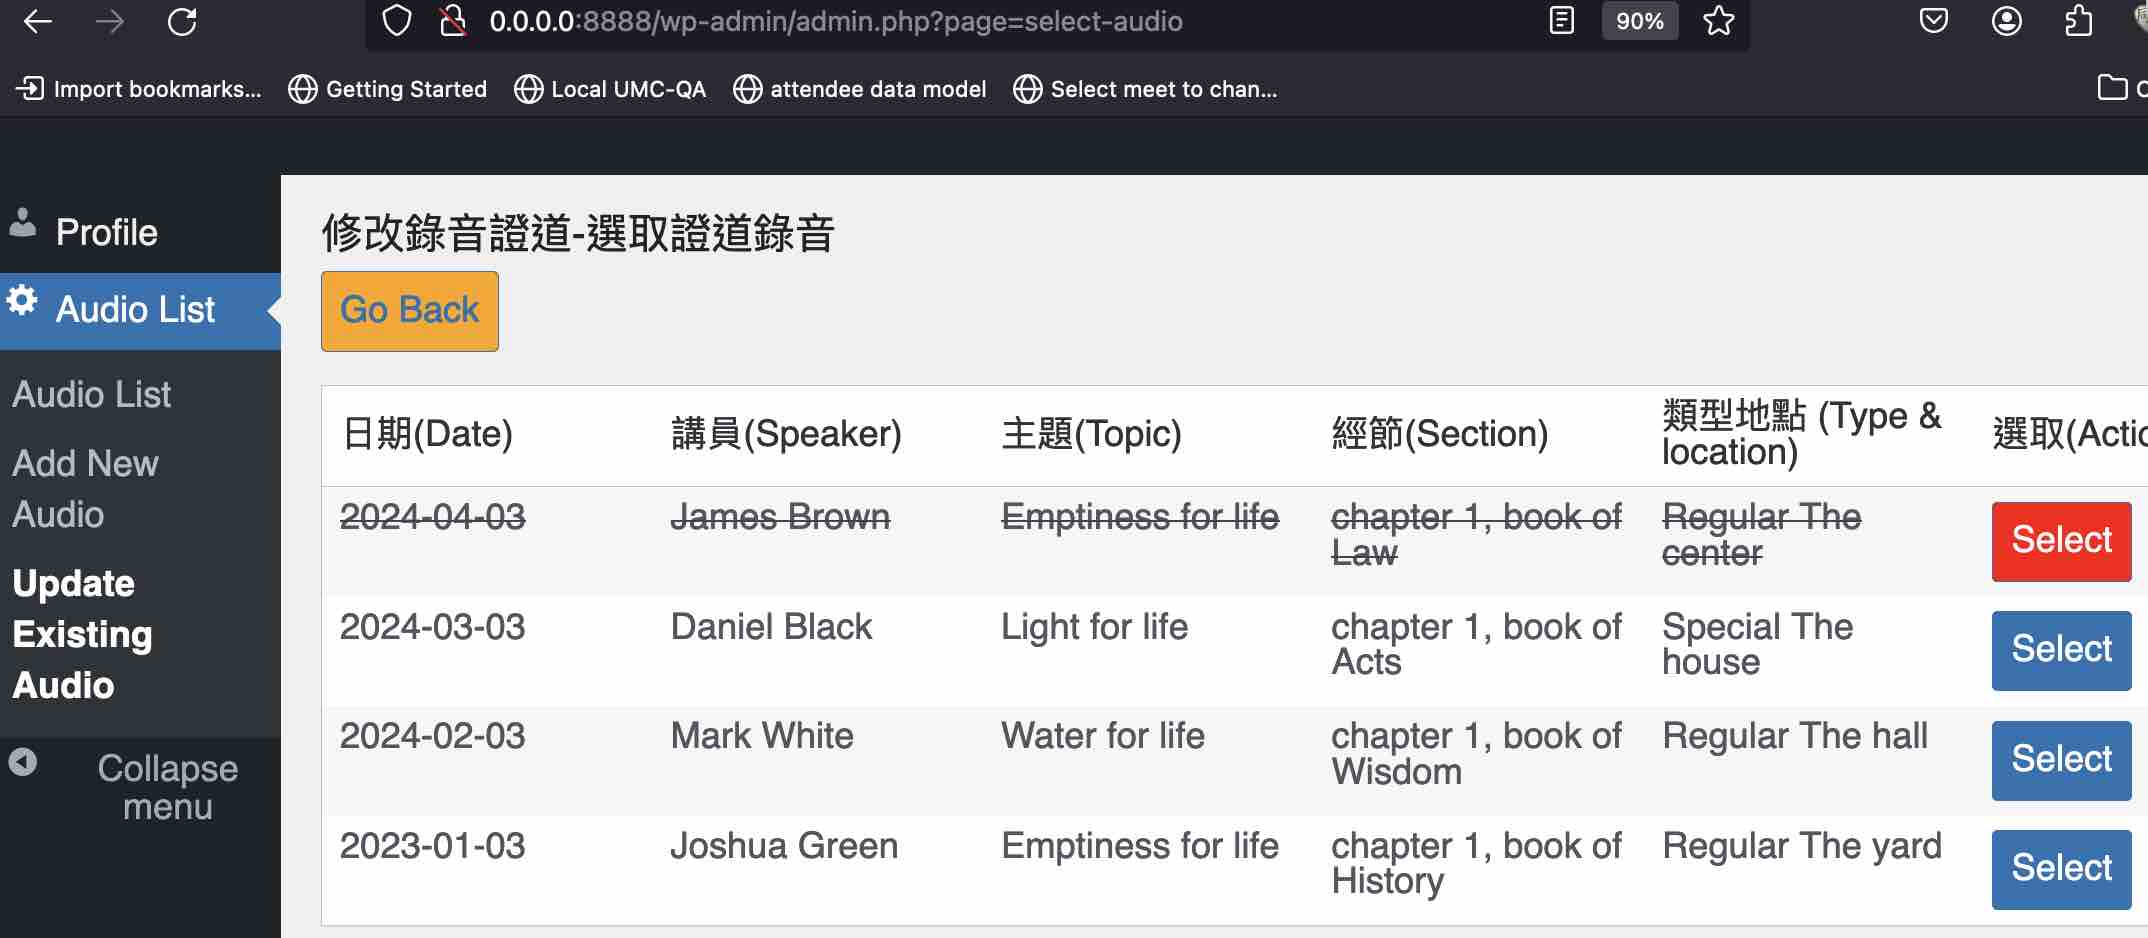 0.0.0.0:8888/wp-admin/admin.php?page=select-audio
90%
Import bookmarks...
Getting Started
Local UMC-QA
attendee data model
Select meet to chan...
Profile
Audio List
Audio List
Add New
Audio
Update
Existing
Audio
Collapse
menu
修改錄音證道-選取證道錄音
Go Back
日期(Date)
講員(Speaker)
主題(Topic)
經節(Section)
類型地點 (Type &
location)
選取(Actic
2024-04-03
James Brown
Emptiness for life
chapter 1, book of
Law
Regular The
center
Select
2024-03-03
Daniel Black
Light for life
chapter 1, book of
Acts
Special The
house
Select
2024-02-03
Mark White
Water for life
chapter 1, book of
Wisdom
Regular The hall
Select
2023-01-03
Joshua Green
Emptiness for life
chapter 1, book of
History
Regular The yard
Select